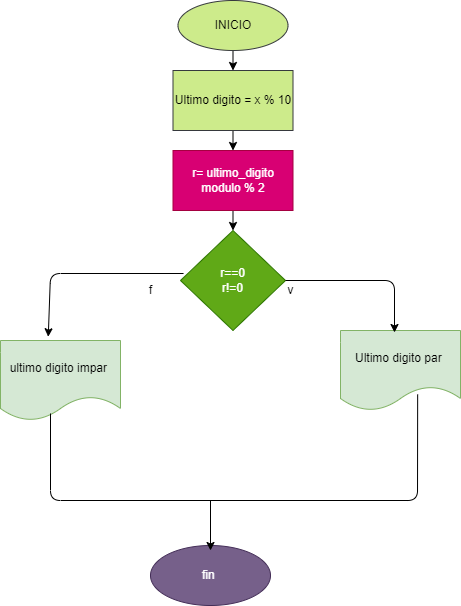 INICIO
Ultimo digito = x % 10
r= ultimo_digito
modulo % 2
r==0
r!=0
f
v
ultimo digito impar
Ultimo digito par
fin